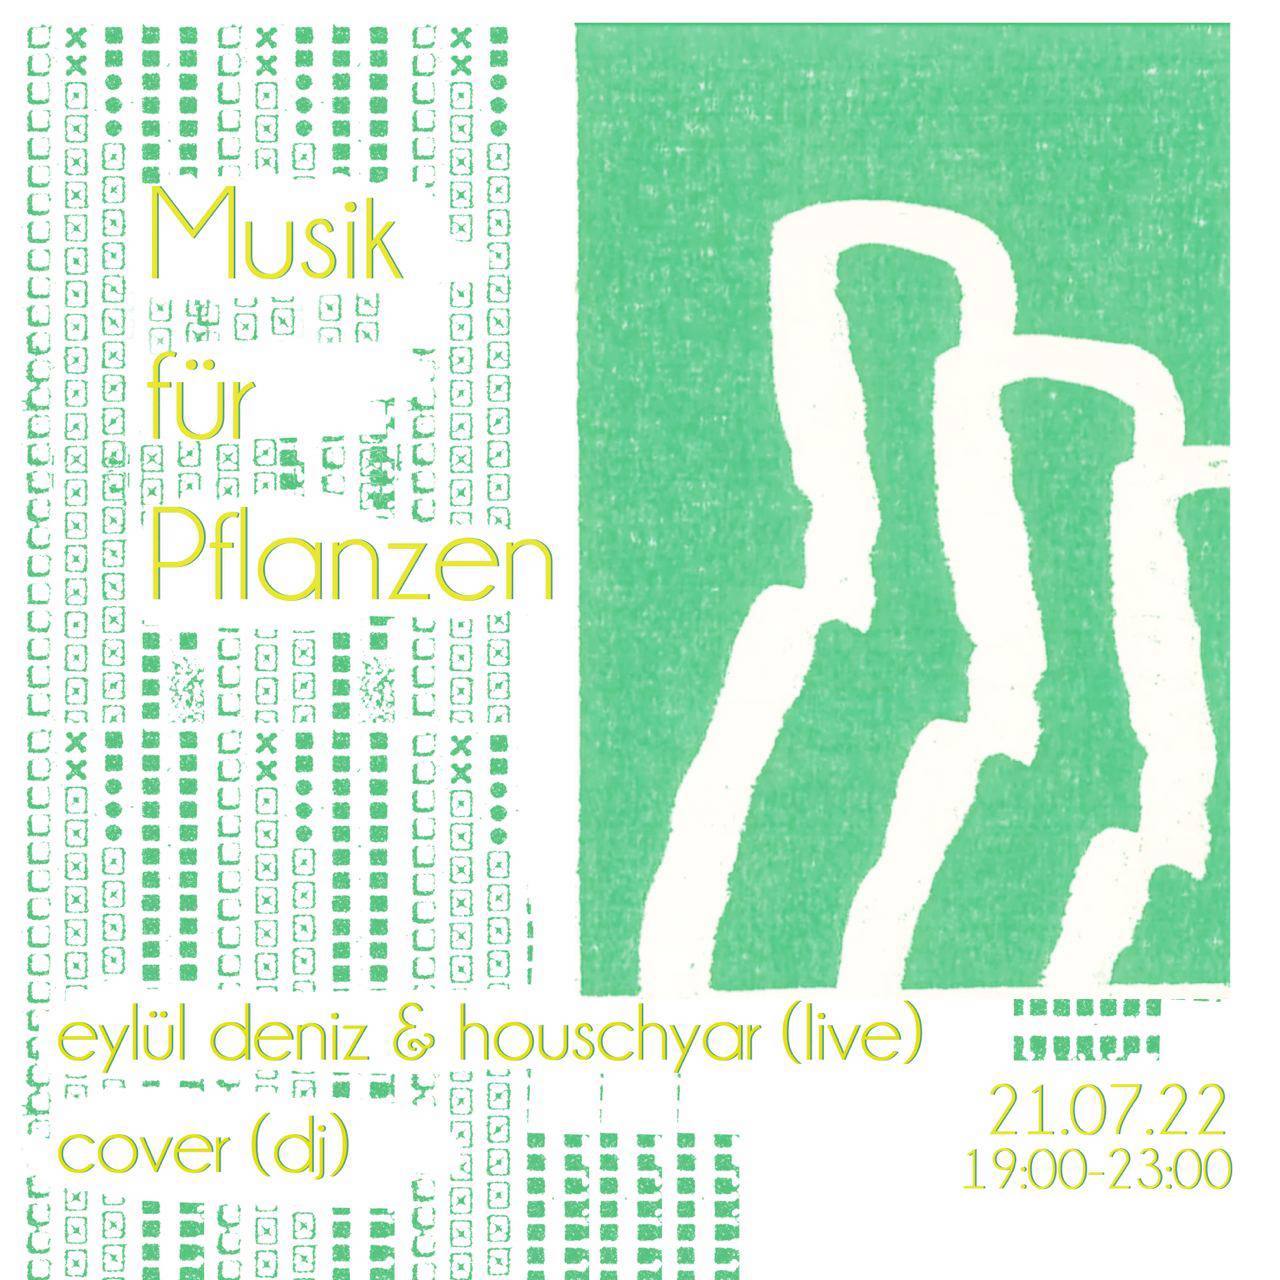 Musik
für
Pflanzen
eylül deniz & houschyar (live)
cover (dj)
21.07.22
19:00-23:00